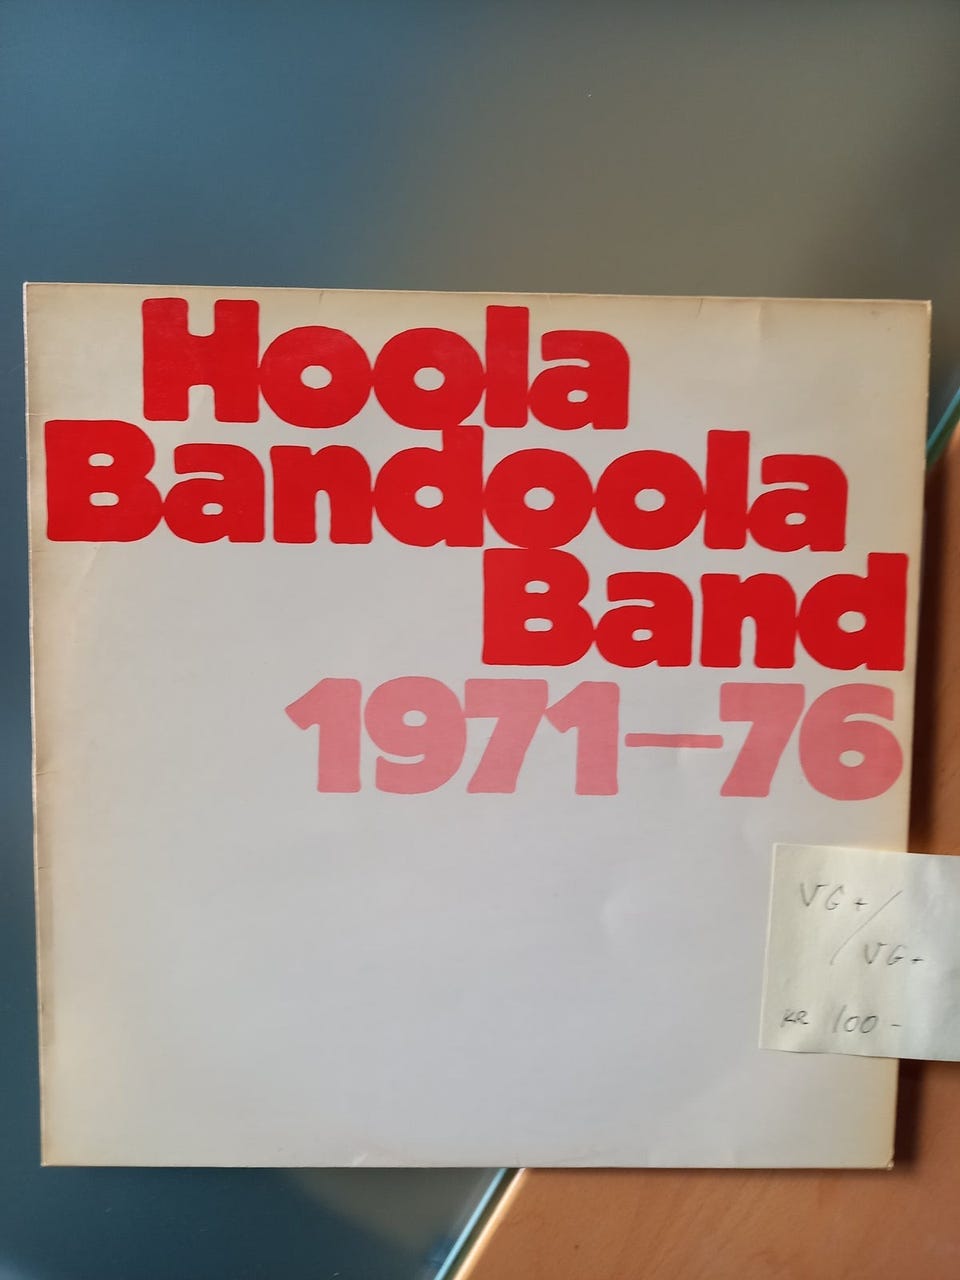 Hoola
Bandoola
Band
1971–76
VG+/
VG+
KR 100-